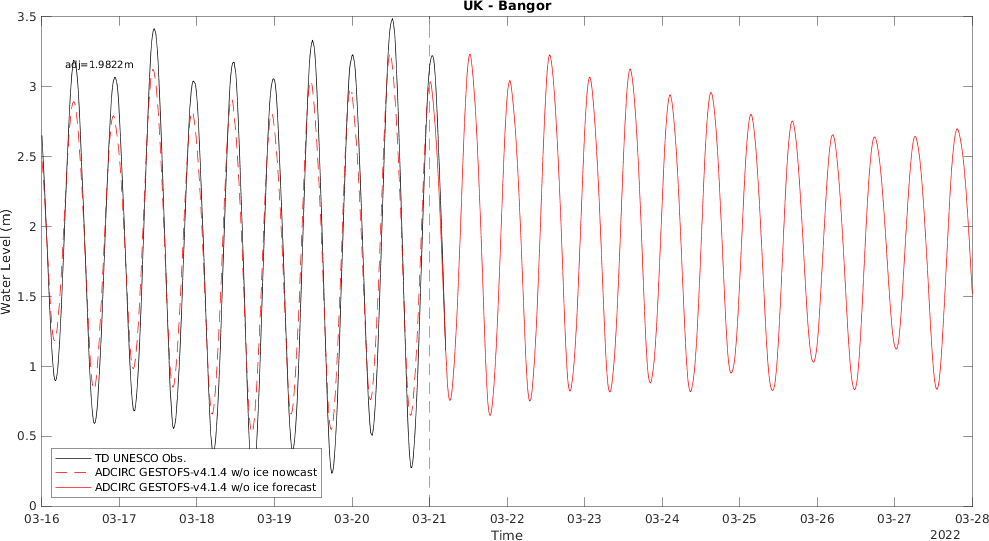 UK - Bangor
adj=1.9822m
3.5
3
2.5
2
1.5
1
0.5
0
Water Level (m)
TD UNESCO Obs.
ADCIRC GESTOFS-v4.1.4 w/o ice nowcast
ADCIRC GESTOFS-v4.1.4 w/o ice forecast
03-16 03-17 03-18 03-19 03-20 03-21 03-22 03-23 03-24 03-25 03-26 03-27 03-28
Time
2022